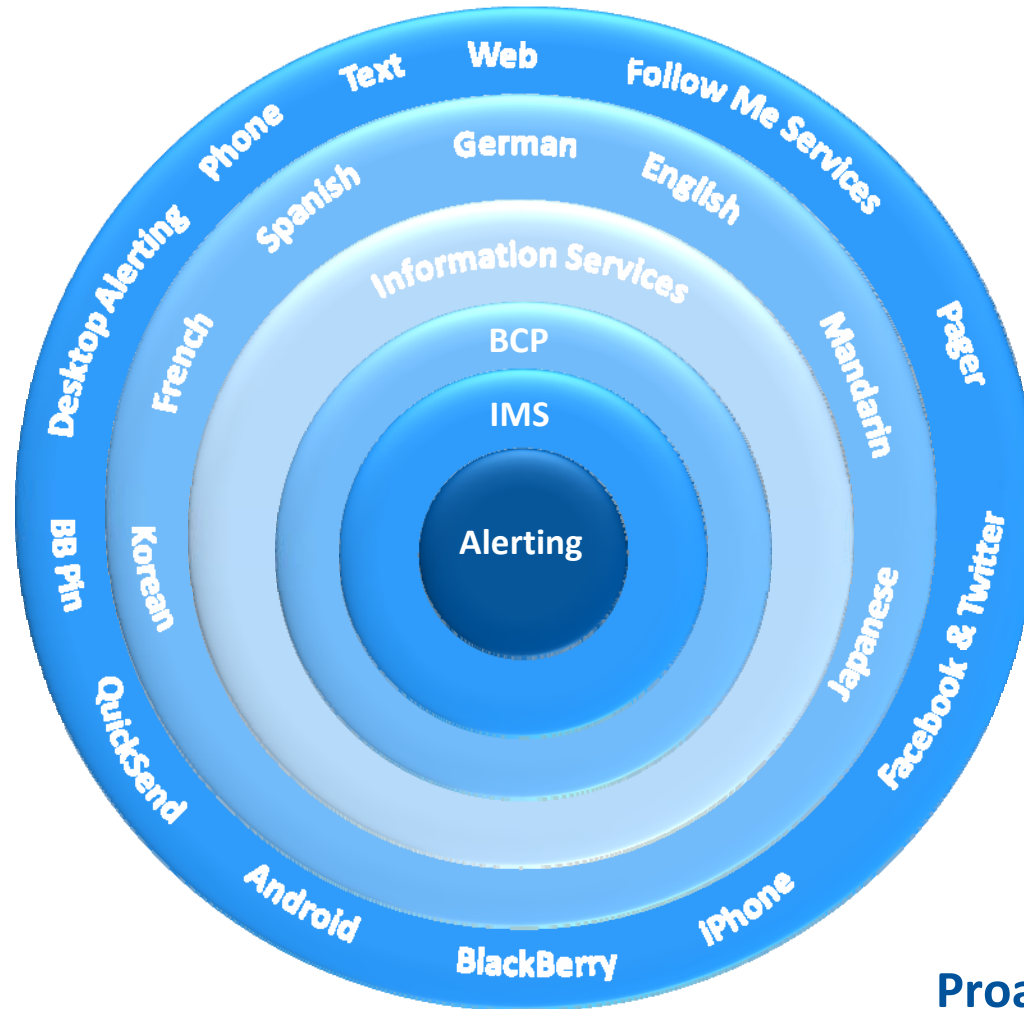 Web
Follow Me Services
Pager
Facebook & Twitter
iPhone
BlackBerry
Android
QuickSend
BB Pin
Desktop Alerting
Phone
Text
German
English
Mandarin
Japanese
Korean
French
Spanish
Information Services
BCP
IMS
Alerting
Proa